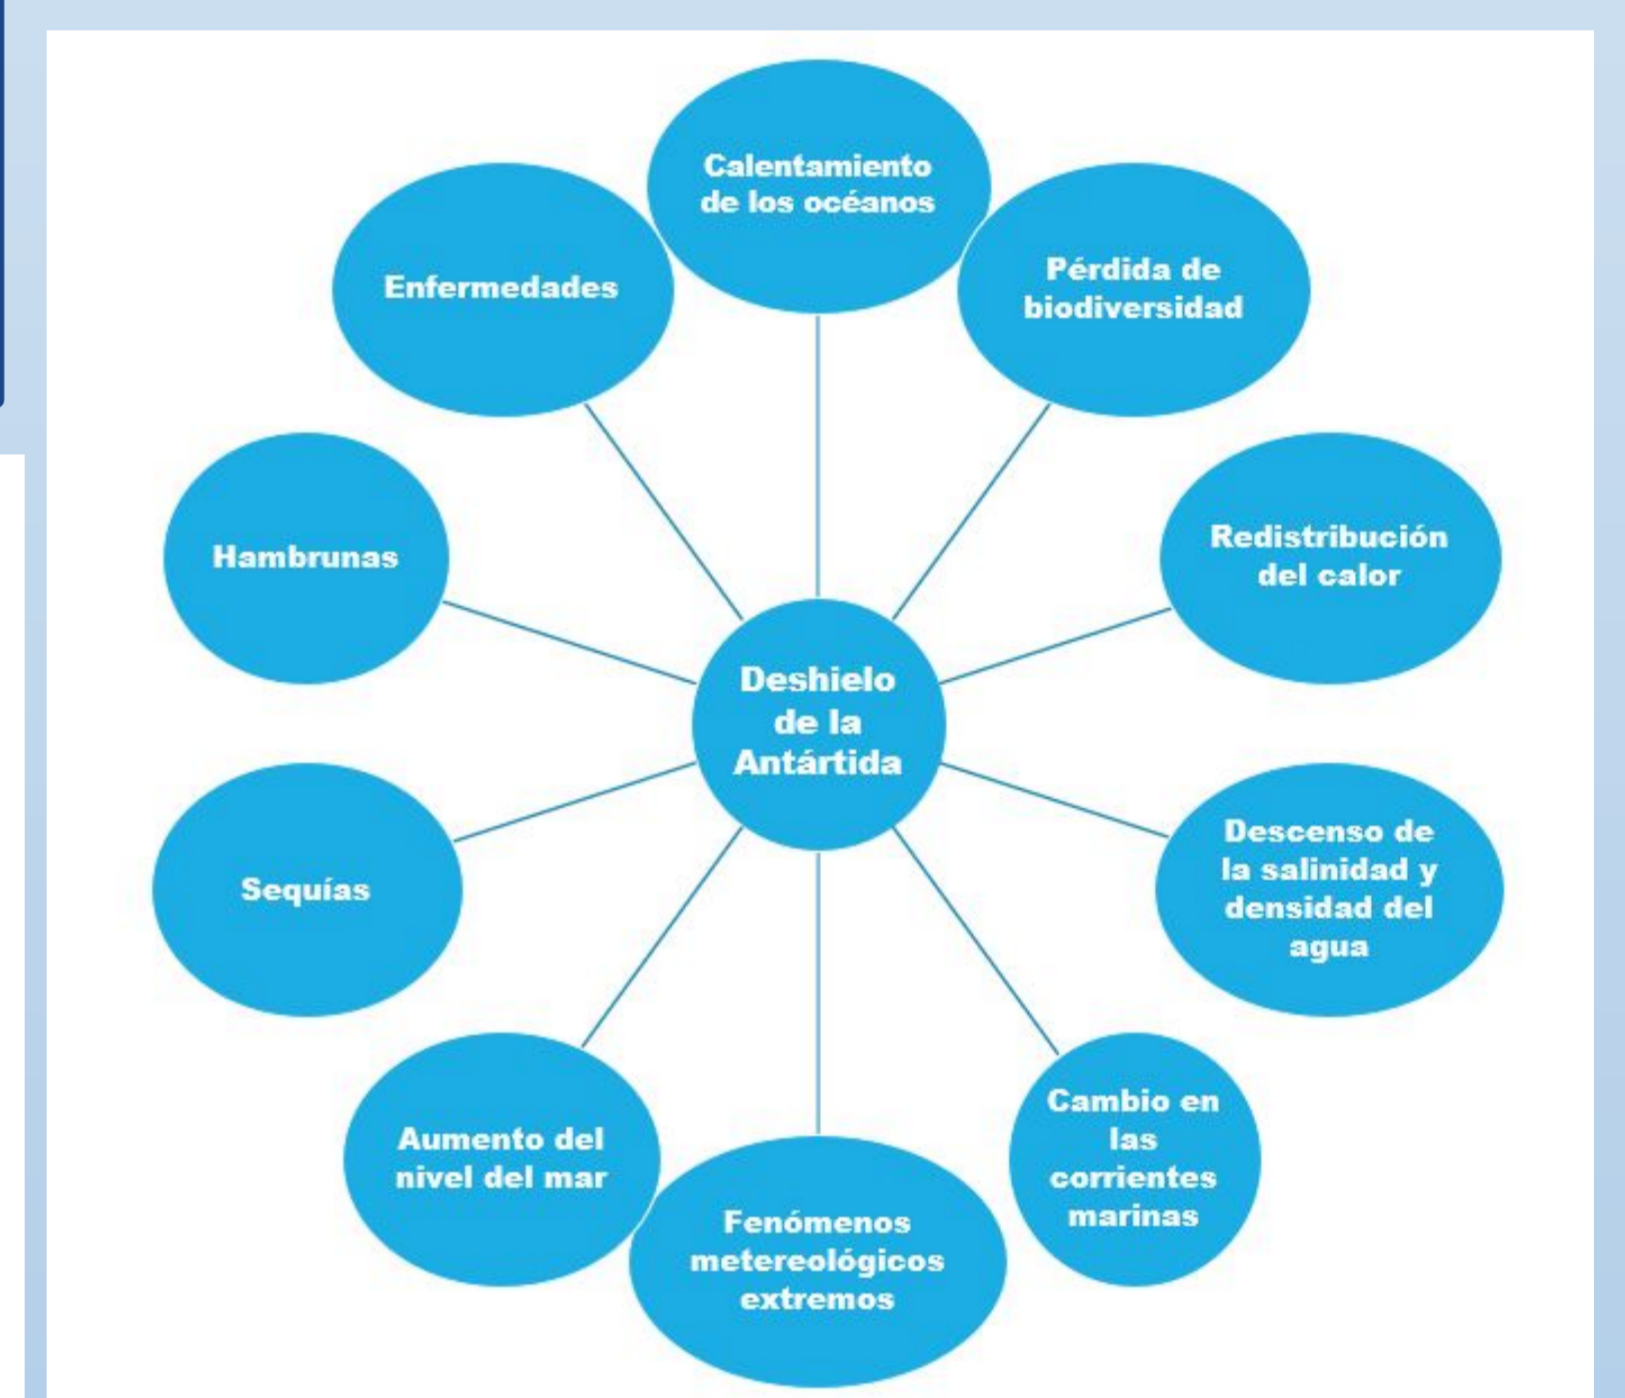 Calentamiento
de los océanos
Pérdida de
biodiversidad
Redistribución
del calor
Descenso de
la salinidad y
densidad del
agua
Cambio en
las
corrientes
marinas
Fenómenos
metereológicos
extremos
Aumento del
nivel del mar
Sequías
Hambrunas
Enfermedades
Deshielo
de la
Antártida